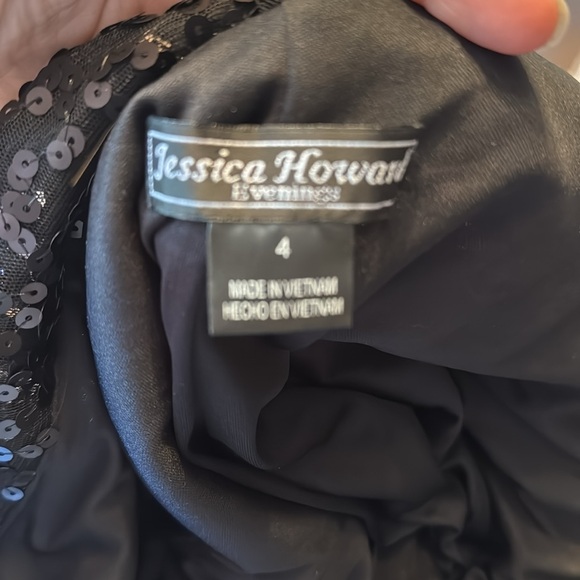 Jessica Howard
Evenings
4
MADE IN VIETNAM
HECHO EN VIETNAM